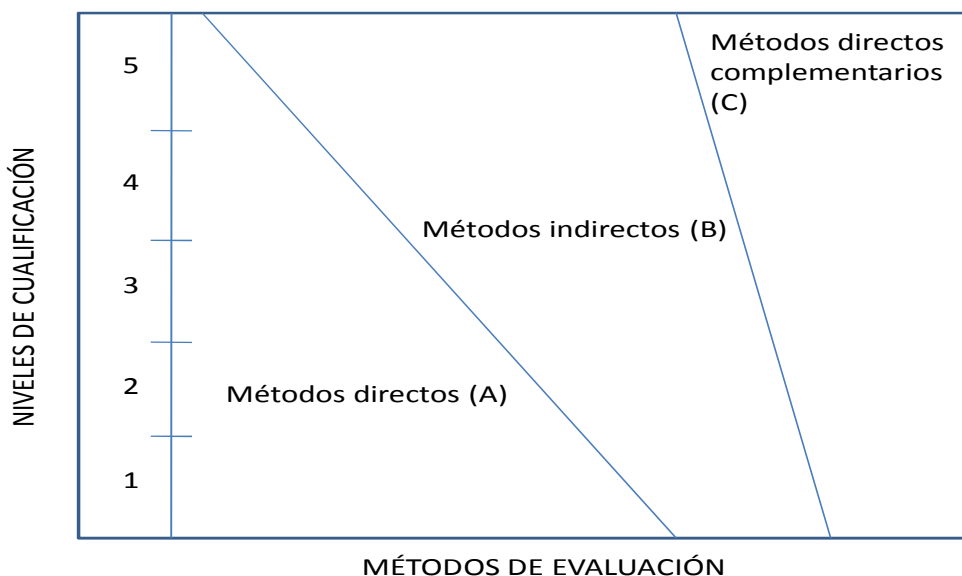 Métodos directos
complementarios
(C)
5
4
Métodos indirectos (B)
3
2
Métodos directos (A)
1
NIVELES DE CUALIFICACIÓN
MÉTODOS DE EVALUACIÓN